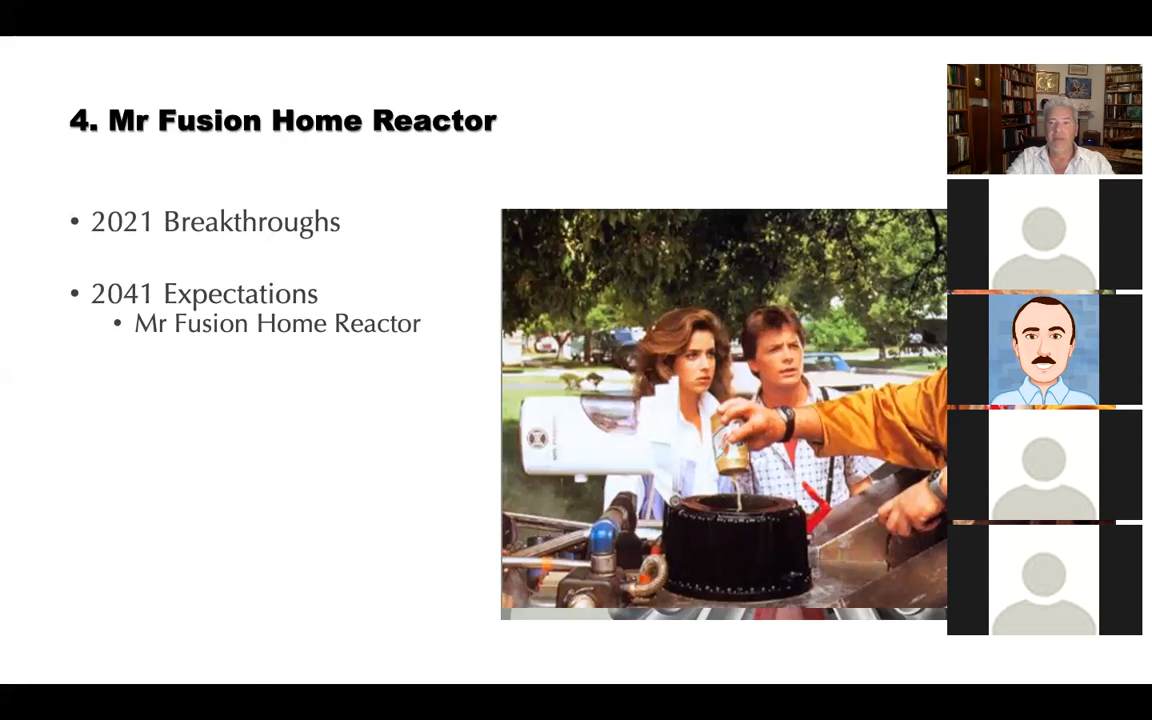 4. Mr Fusion Home Reactor
• 2021 Breakthroughs
• 2041 Expectations
• Mr Fusion Home Reactor